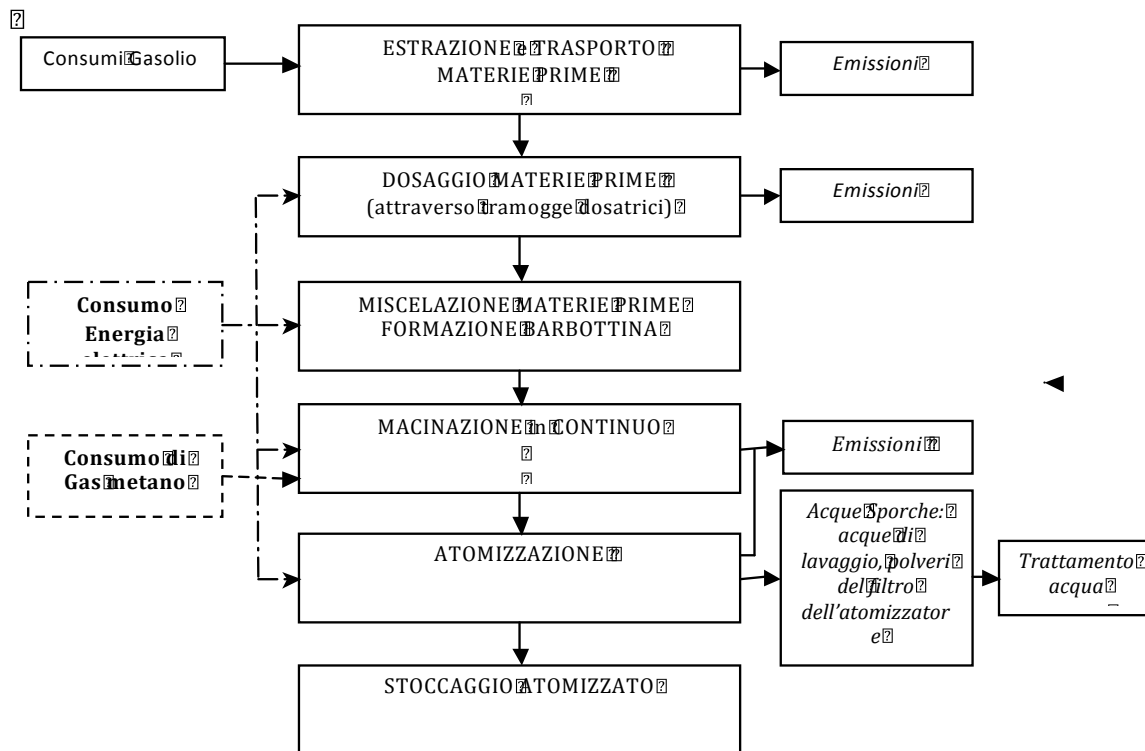 Consumi Gasolio
ESTRAZIONE e TRASPORTO
MATERIE PRIME
Emissioni
DOSAGGIO MATERIE PRIME
(attraverso tramogge dosatrici)
Emissioni
Consumo
Energia
MISCELAZIONE MATERIE PRIME
FORMAZIONE BARBOTTINA
Consumo di
Gas metano
MACINAZIONE in CONTINUO
Emissioni
ATOMIZZAZIONE
Acque Sporche:
acque di
lavaggio, polveri
del filtro
dell'atomizzator
e
Trattamento
acqua
STOCCAGGIO ATOMIZZATO